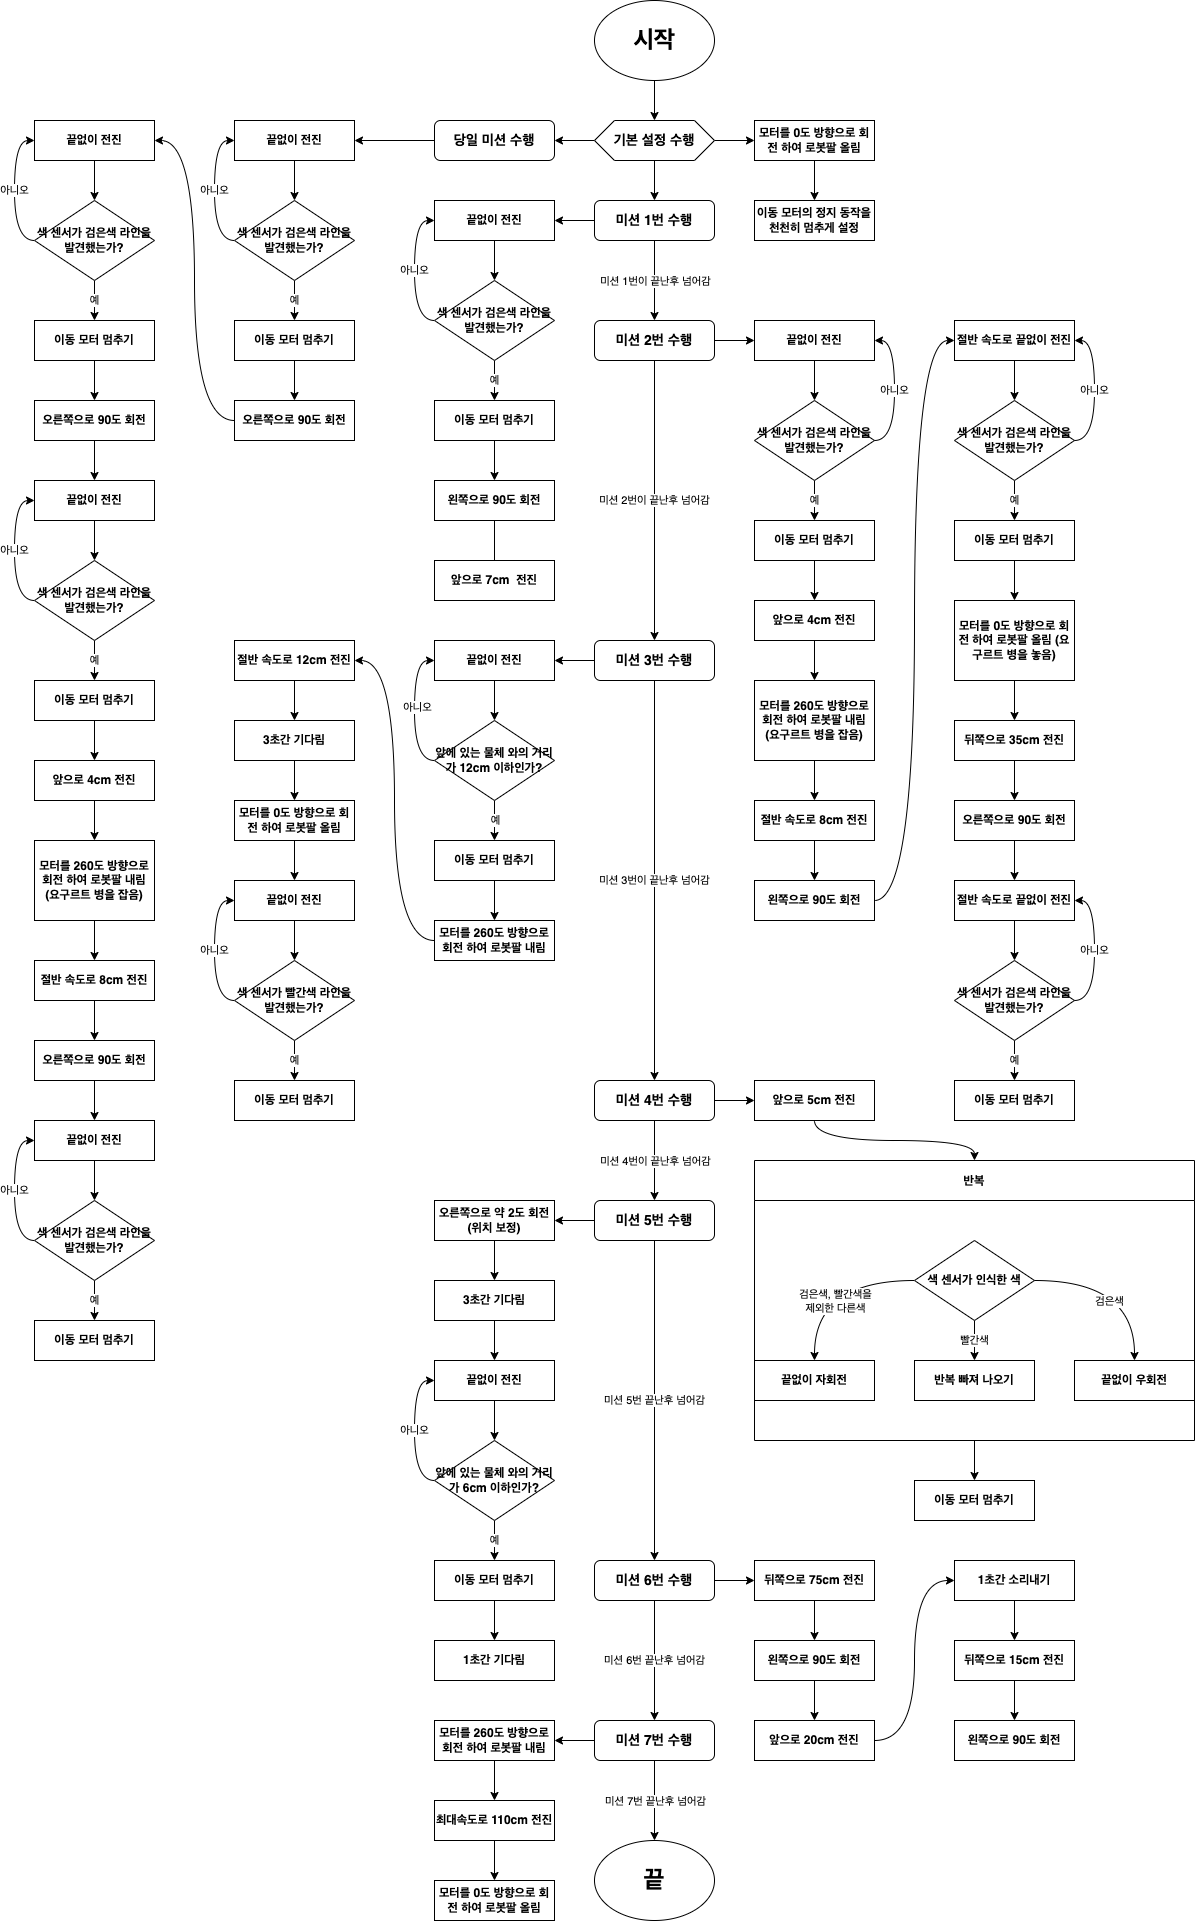 시작
기본 설정 수행
모터를 0도 방향으로 회
전 하여 로봇팔 올림
이동 모터의 정지 동작을
천천히 멈추게 설정
당일 미션 수행
끝없이 전진
아니오
색 센서가 검은색 라인을
발견했는가?
예
이동 모터 멈추기
오른쪽으로 90도 회전
끝없이 전진
아니오
색 센서가 검은색 라인을
발견했는가?
예
이동 모터 멈추기
오른쪽으로 90도 회전
끝없이 전진
아니오
색 센서가 검은색 라인을
발견했는가?
예
이동 모터 멈추기
앞으로 4cm 전진
모터를 260도 방향으로
회전 하여 로봇팔 내림
(요구르트 병을 잡음)
절반 속도로 8cm 전진
오른쪽으로 90도 회전
끝없이 전진
아니오
색 센서가 검은색 라인을
발견했는가?
예
이동 모터 멈추기
미션 1번 수행
끝없이 전진
아니오
색 센서가 검은색 라인을
발견했는가?
예
이동 모터 멈추기
왼쪽으로 90도 회전
앞으로 7cm 전진
미션 1번이 끝난후 넘어감
미션 2번 수행
끝없이 전진
아니오
색 센서가 검은색 라인을
발견했는가?
예
이동 모터 멈추기
앞으로 4cm 전진
모터를 260도 방향으로
회전 하여 로봇팔 내림
(요구르트 병을 잡음)
절반 속도로 8cm 전진
왼쪽으로 90도 회전
절반 속도로 끝없이 전진
아니오
색 센서가 검은색 라인을
발견했는가?
예
이동 모터 멈추기
모터를 0도 방향으로 회
전 하여 로봇팔 올림 (요
구르트 병을 놓음)
뒤쪽으로 35cm 전진
오른쪽으로 90도 회전
절반 속도로 끝없이 전진
아니오
색 센서가 검은색 라인을
발견했는가?
예
이동 모터 멈추기
미션 2번이 끝난후 넘어감
미션 3번 수행
끝없이 전진
아니오
앞에 있는 물체 와의 거리
가 12cm 이하인가?
예
이동 모터 멈추기
모터를 260도 방향으로
회전 하여 로봇팔 내림
절반 속도로 12cm 전진
3초간 기다림
모터를 0도 방향으로 회
전 하여 로봇팔 올림
끝없이 전진
아니오
색 센서가 빨간색 라인을
발견했는가?
예
이동 모터 멈추기
미션 3번이 끝난후 넘어감
미션 4번 수행
앞으로 5cm 전진
반복
색 센서가 인식한 색
검은색, 빨간색을
제외한 다른색
빨간색
검은색
끝없이 자회전
반복 빠져 나오기
끝없이 우회전
이동 모터 멈추기
미션 4번이 끝난후 넘어감
미션 5번 수행
오른쪽으로 약 2도 회전
(위치 보정)
3초간 기다림
끝없이 전진
아니오
앞에 있는 물체 와의 거리
가 6cm 이하인가?
예
이동 모터 멈추기
1초간 기다림
미션 5번 끝난후 넘어감
미션 6번 수행
뒤쪽으로 75cm 전진
왼쪽으로 90도 회전
앞으로 20cm 전진
1초간 소리내기
뒤쪽으로 15cm 전진
왼쪽으로 90도 회전
미션 6번 끝난후 넘어감
미션 7번 수행
모터를 260도 방향으로
회전 하여 로봇팔 내림
최대속도로 110cm 전진
모터를 0도 방향으로 회
전 하여 로봇팔 올림
미션 7번 끝난후 넘어감
끝